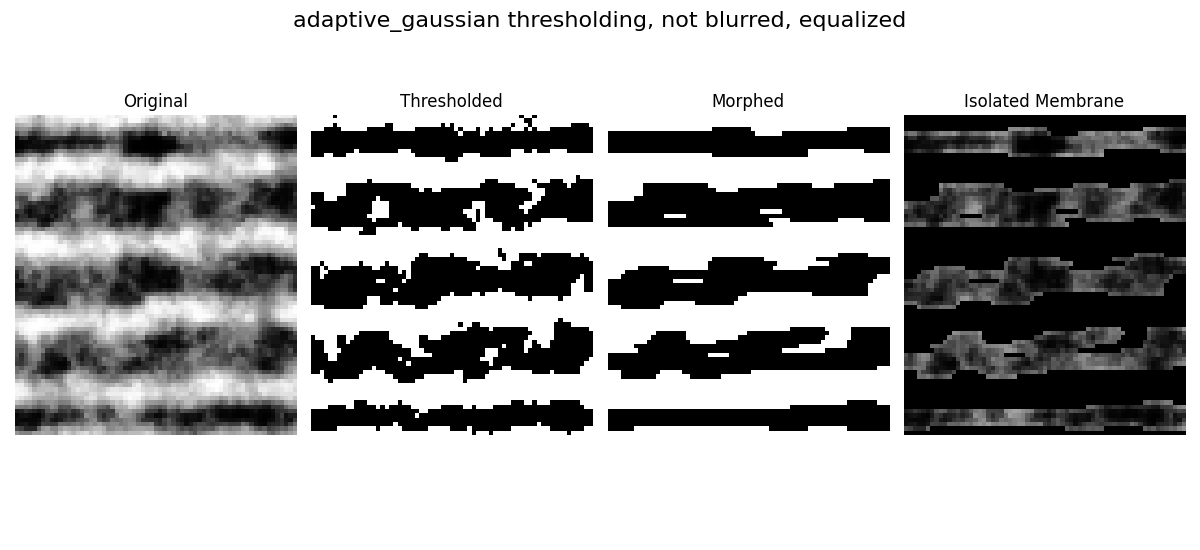 adaptive_gaussian thresholding, not blurred, equalized
Original
Thresholded
Morphed
Isolated Membrane